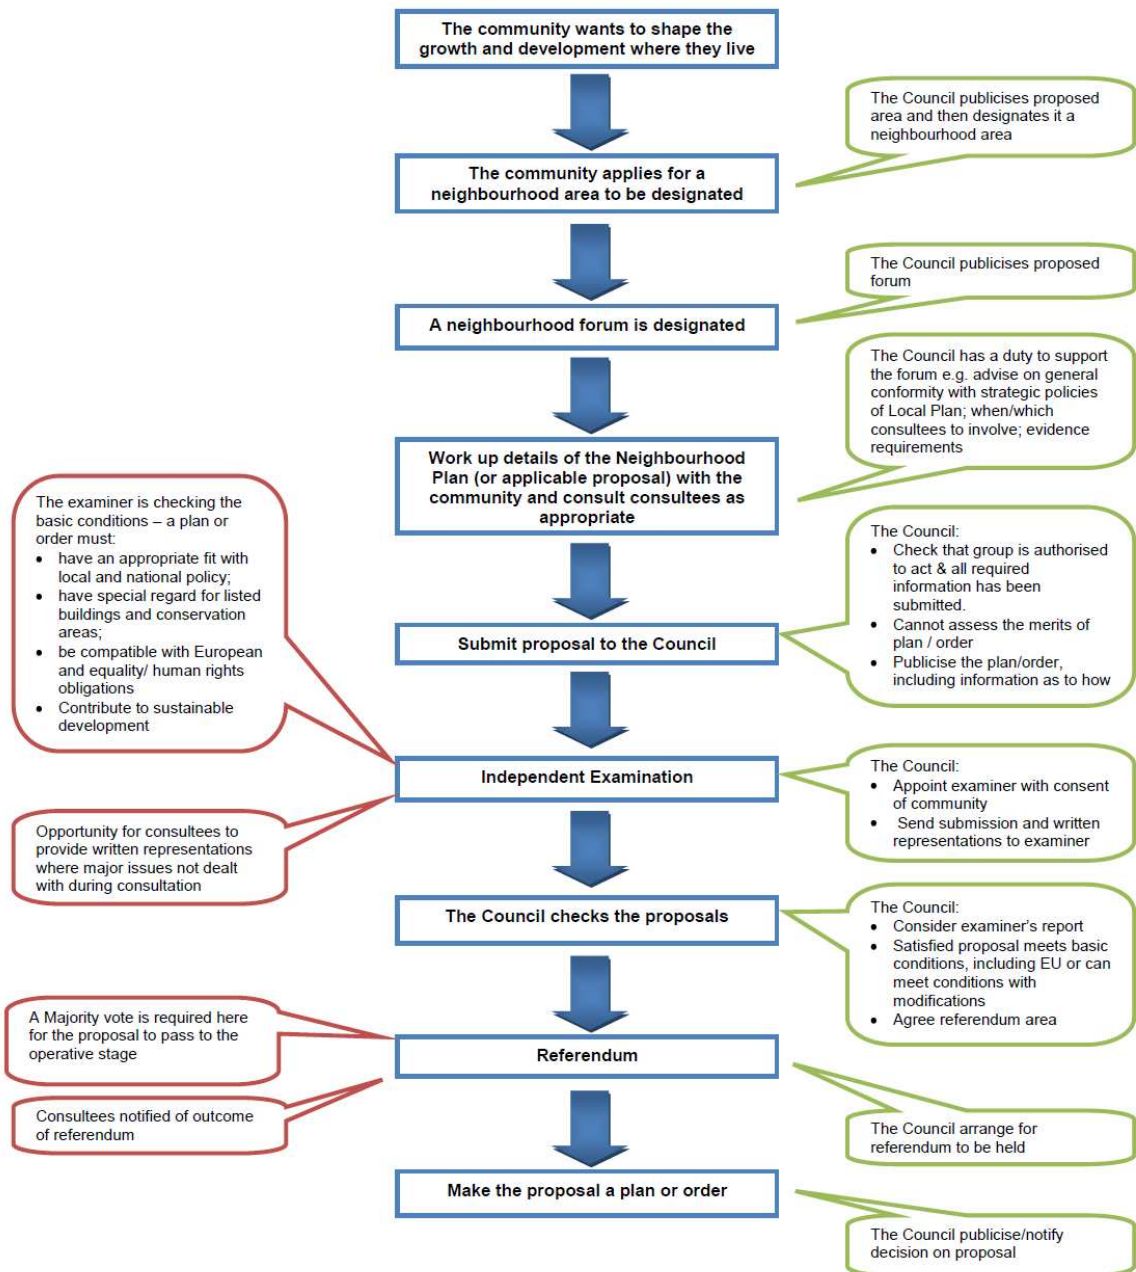 The community wants to shape the
growth and development where they live
The Council publicises proposed
area and then designates it a
neighbourhood area
The community applies for a
neighbourhood area to be designated
The Council publicises proposed
forum
A neighbourhood forum is designated
The Council has a duty to support
the forum e.g. advise on general
conformity with strategic policies
of Local Plan; when/which
consultees to involve; evidence
requirements
Work up details of the Neighbourhood
Plan (or applicable proposal) with the
community and consult consultees as
appropriate
The examiner is checking the
basic conditions – a plan or
order must:
• have an appropriate fit with
local and national policy;
• have special regard for listed
buildings and conservation
areas;
• be compatible with European
and equality/ human rights
obligations
• Contribute to sustainable
development
The Council:
• Check that group is authorised
to act & all required
information has been
submitted.
• Cannot assess the merits of
plan / order
• Publicise the plan/order,
including information as to how
Submit proposal to the Council
Independent Examination
The Council:
• Appoint examiner with consent
of community
• Send submission and written
representations to examiner
Opportunity for consultees to
provide written representations
where major issues not dealt
with during consultation
The Council checks the proposals
The Council:
• Consider examiner's report
• Satisfied proposal meets basic
conditions, including EU or can
meet conditions with
modifications
• Agree referendum area
A Majority vote is required here
for the proposal to pass to the
operative stage
Referendum
Consultees notified of outcome
of referendum
The Council arrange for
referendum to be held
Make the proposal a plan or order
The Council publicise/notify
decision on proposal